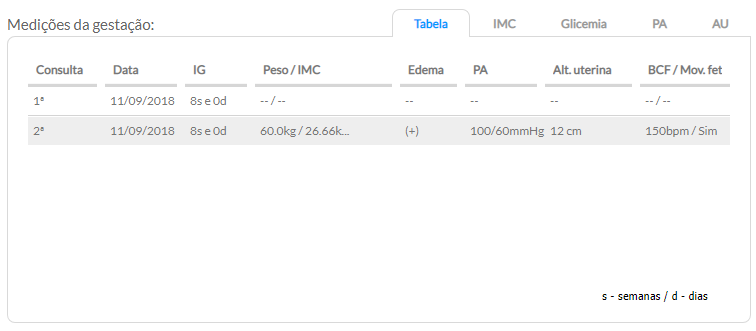 Medições da gestação:
Tabela IMC Glicemia PA AU
Consulta Data IG Peso / IMC Edema PA Alt. uterina BCF / Mov. fet
1ª 11/09/2018 8s e 0d -- / -- -- -- -- -- / --
2ª 11/09/2018 8s e 0d 60.0kg / 26.66k... (+) 100/60mmHg 12 cm 150bpm / Sim
s - semanas / d - dias